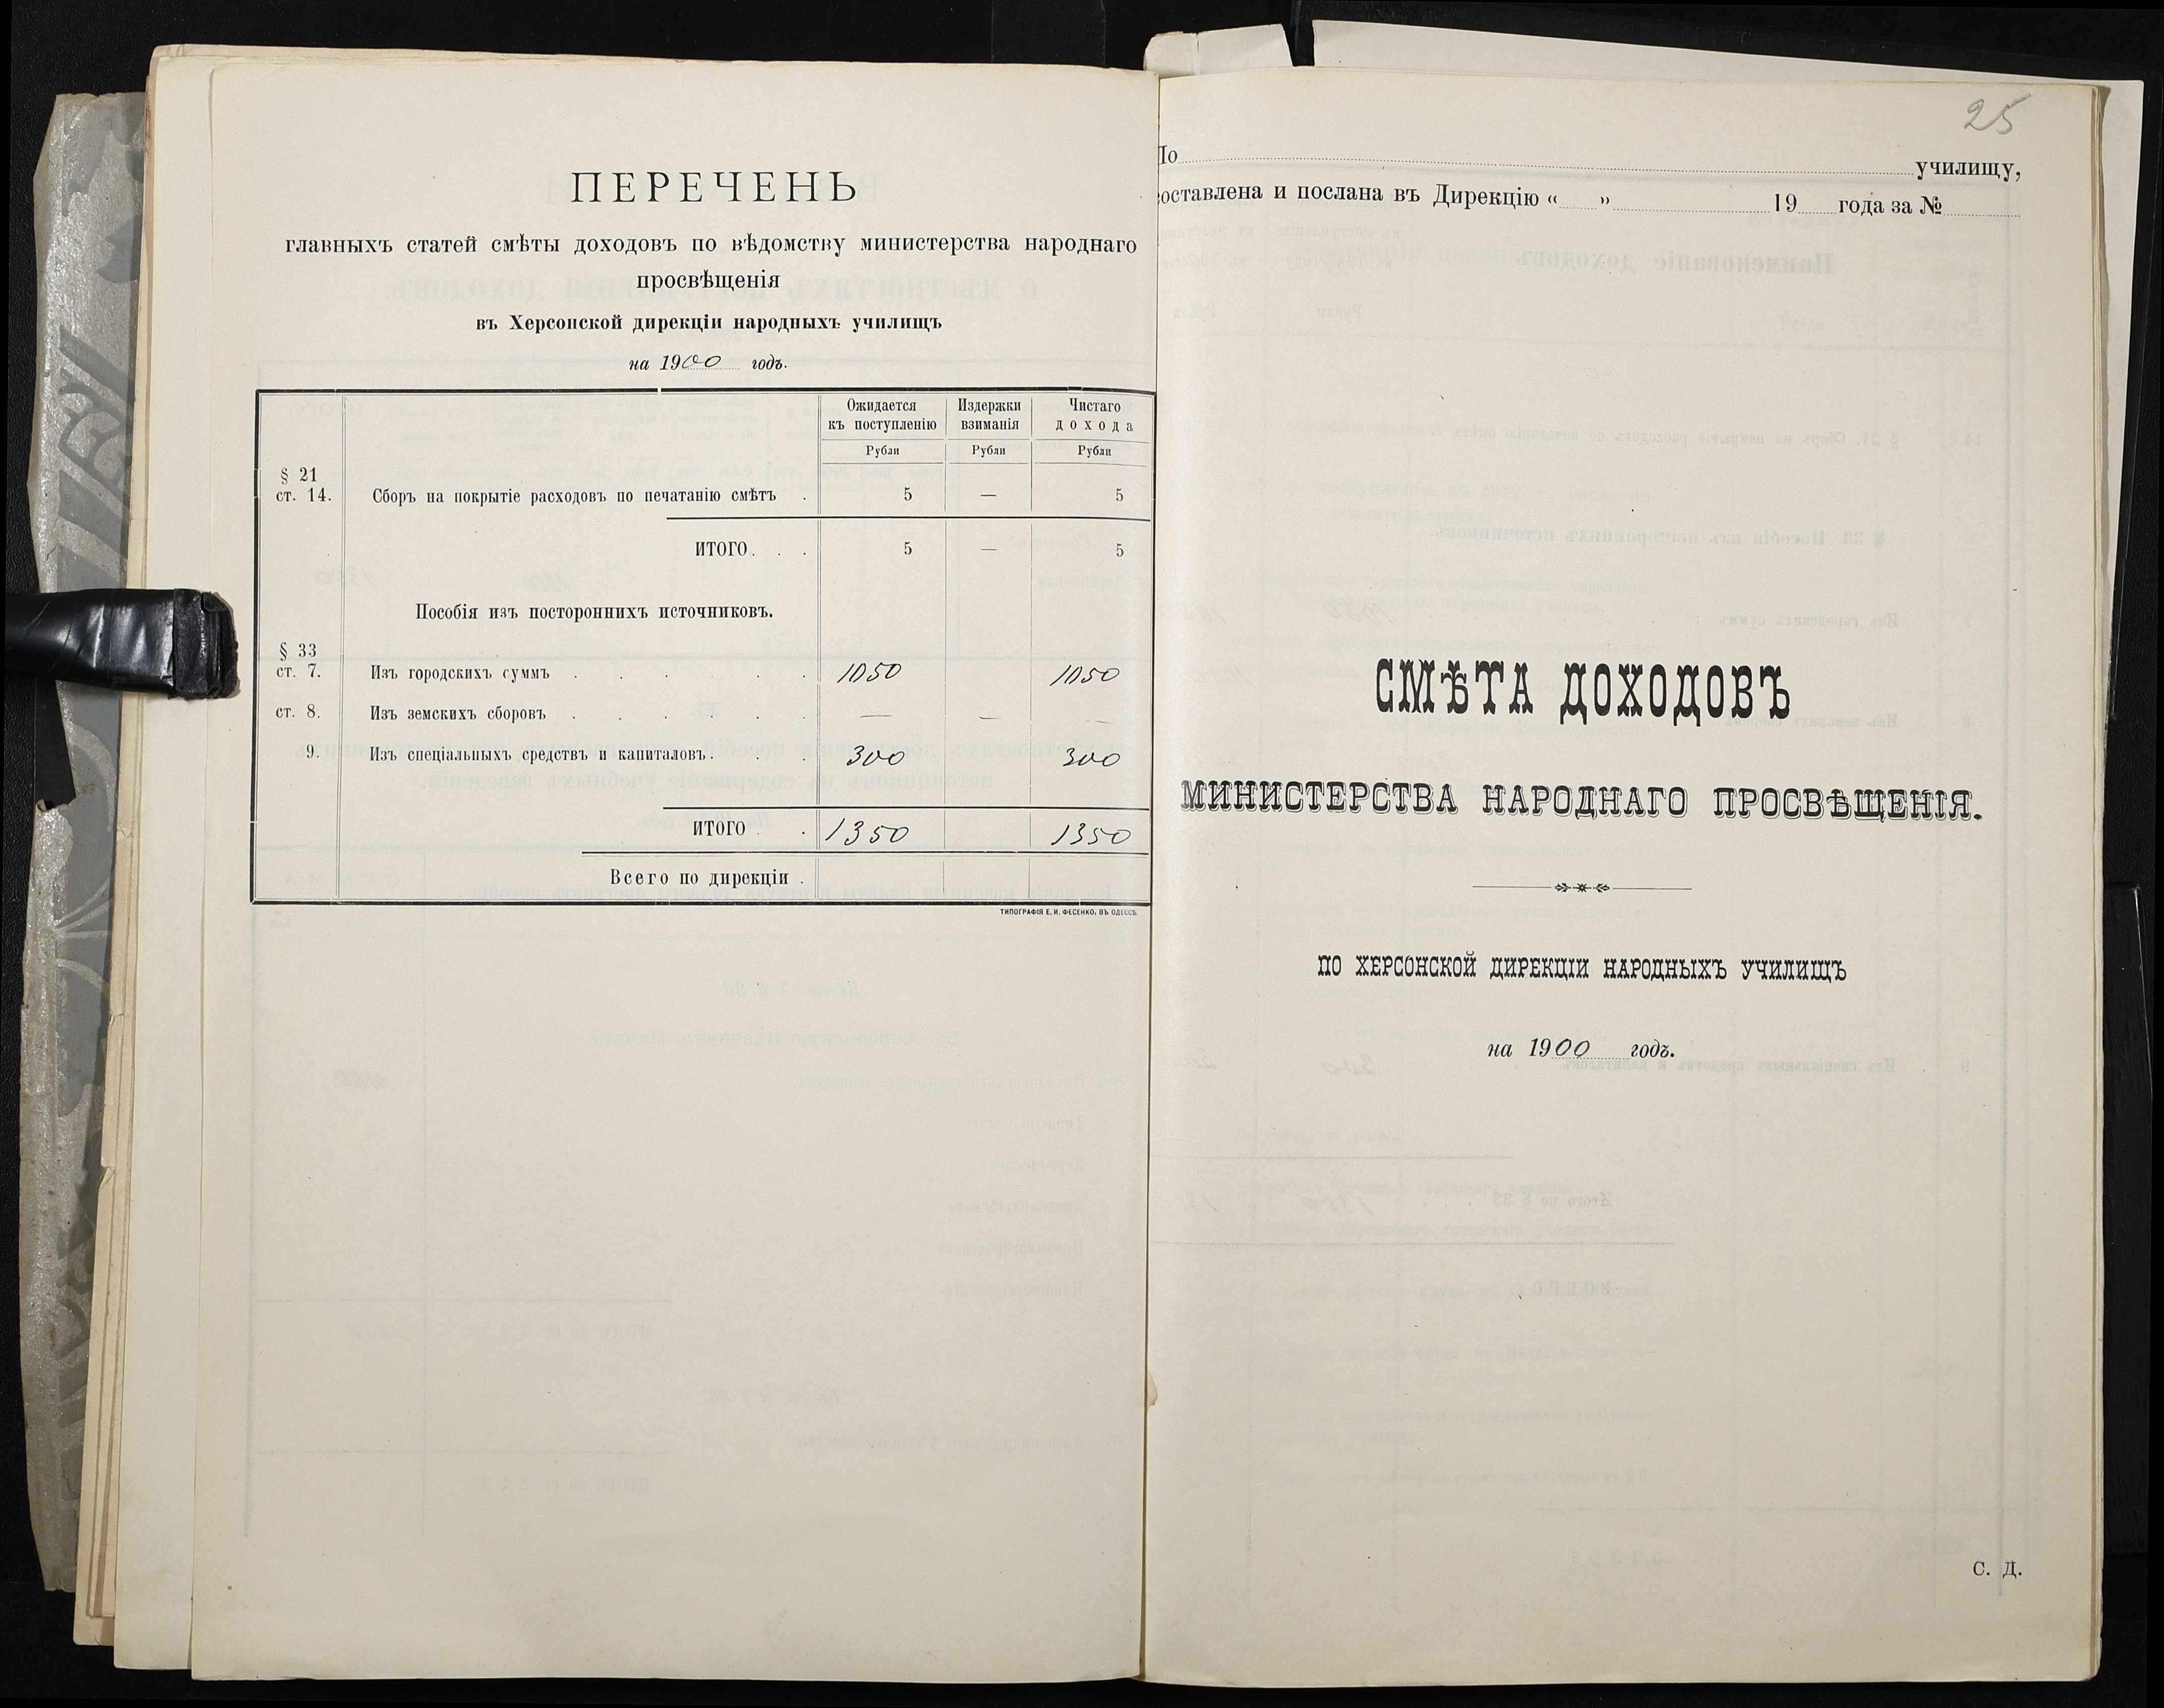 ПЕРЕЧЕНЬ
главныхъ статей смѣты доходовъ по вѣдомству министерства народнаго
просвѣщенія
въ Херсонской дирекціи народныхъ училищъ
на 1900 годъ.
Ожидается Издержки Чистаго
къ поступленію взиманія дохода
Рубли Рубли Рубли
§ 21
ст. 14. Сборъ на покрытіе расходовъ по печатанію смѣтъ . 5 — 5
ИТОГО . . . 5 — 5
Пособія изъ постороннихъ источниковъ.
§ 33
ст. 7. Изъ городскихъ суммъ . . . . . . 1050 1050
ст. 8. Изъ земскихъ сборовъ . . . . . . — — —
9. Изъ спеціальныхъ средствъ и капиталовъ . . . 300 300
ИТОГО . . 1350 1350
Всего по дирекціи .
ТИПОГРАФІЯ Е. И. ФЕСЕНКО, ВЪ ОДЕССѢ.
25
По училищу,
оставлена и послана въ Дирекцію “ ” 19 года за №
СМѢТА ДОХОДОВЪ
МИНИСТЕРСТВА НАРОДНАГО ПРОСВѢЩЕНІЯ.
ПО ХЕРСОНСКОЙ ДИРЕКЦІИ НАРОДНЫХЪ УЧИЛИЩЪ
на 1900 годъ.
С. Д.